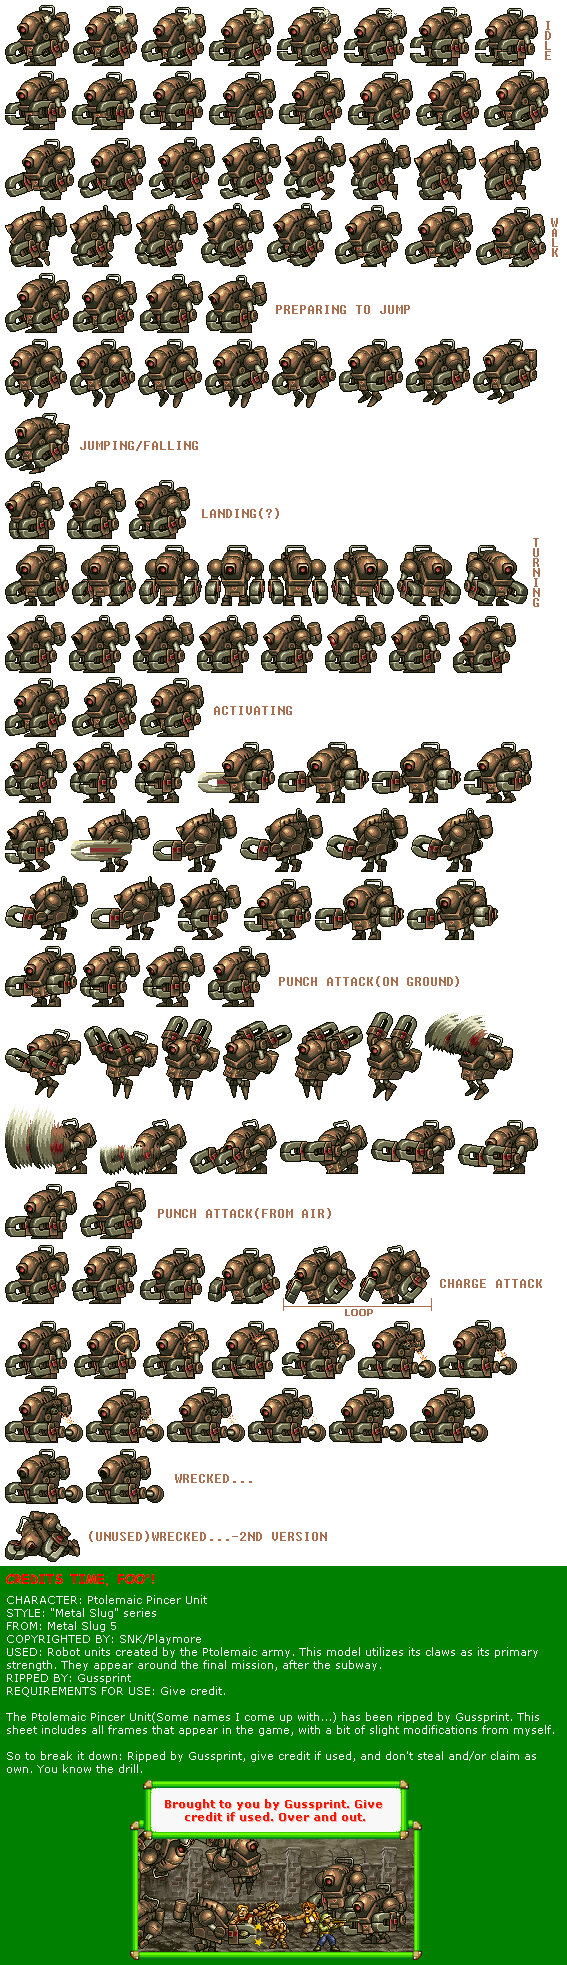 IDLE
WALK
PREPARING TO JUMP
JUMPING/FALLING
LANDING(?)
TURNING
ACTIVATING
PUNCH ATTACK(ON GROUND)
PUNCH ATTACK(FROM AIR)
CHARGE ATTACK
LOOP
WRECKED...
(UNUSED)WRECKED...-2ND VERSION
CREDITS TIME, FOO'!
CHARACTER: Ptolemaic Pincer Unit
STYLE: "Metal Slug" series
FROM: Metal Slug 5
COPYRIGHTED BY: SNK/Playmore
USED: Robot units created by the Ptolemaic army. This model utilizes its claws as its primary
strength. They appear around the final mission, after the subway.
RIPPED BY: Gussprint
REQUIREMENTS FOR USE: Give credit.
The Ptolemaic Pincer Unit(Some names I come up with...) has been ripped by Gussprint. This
sheet includes all frames that appear in the game, with a bit of slight modifications from myself.
So to break it down: Ripped by Gussprint, give credit if used, and don't steal and/or claim as
own. You know the drill.
Brought to you by Gussprint. Give
credit if used. Over and out.